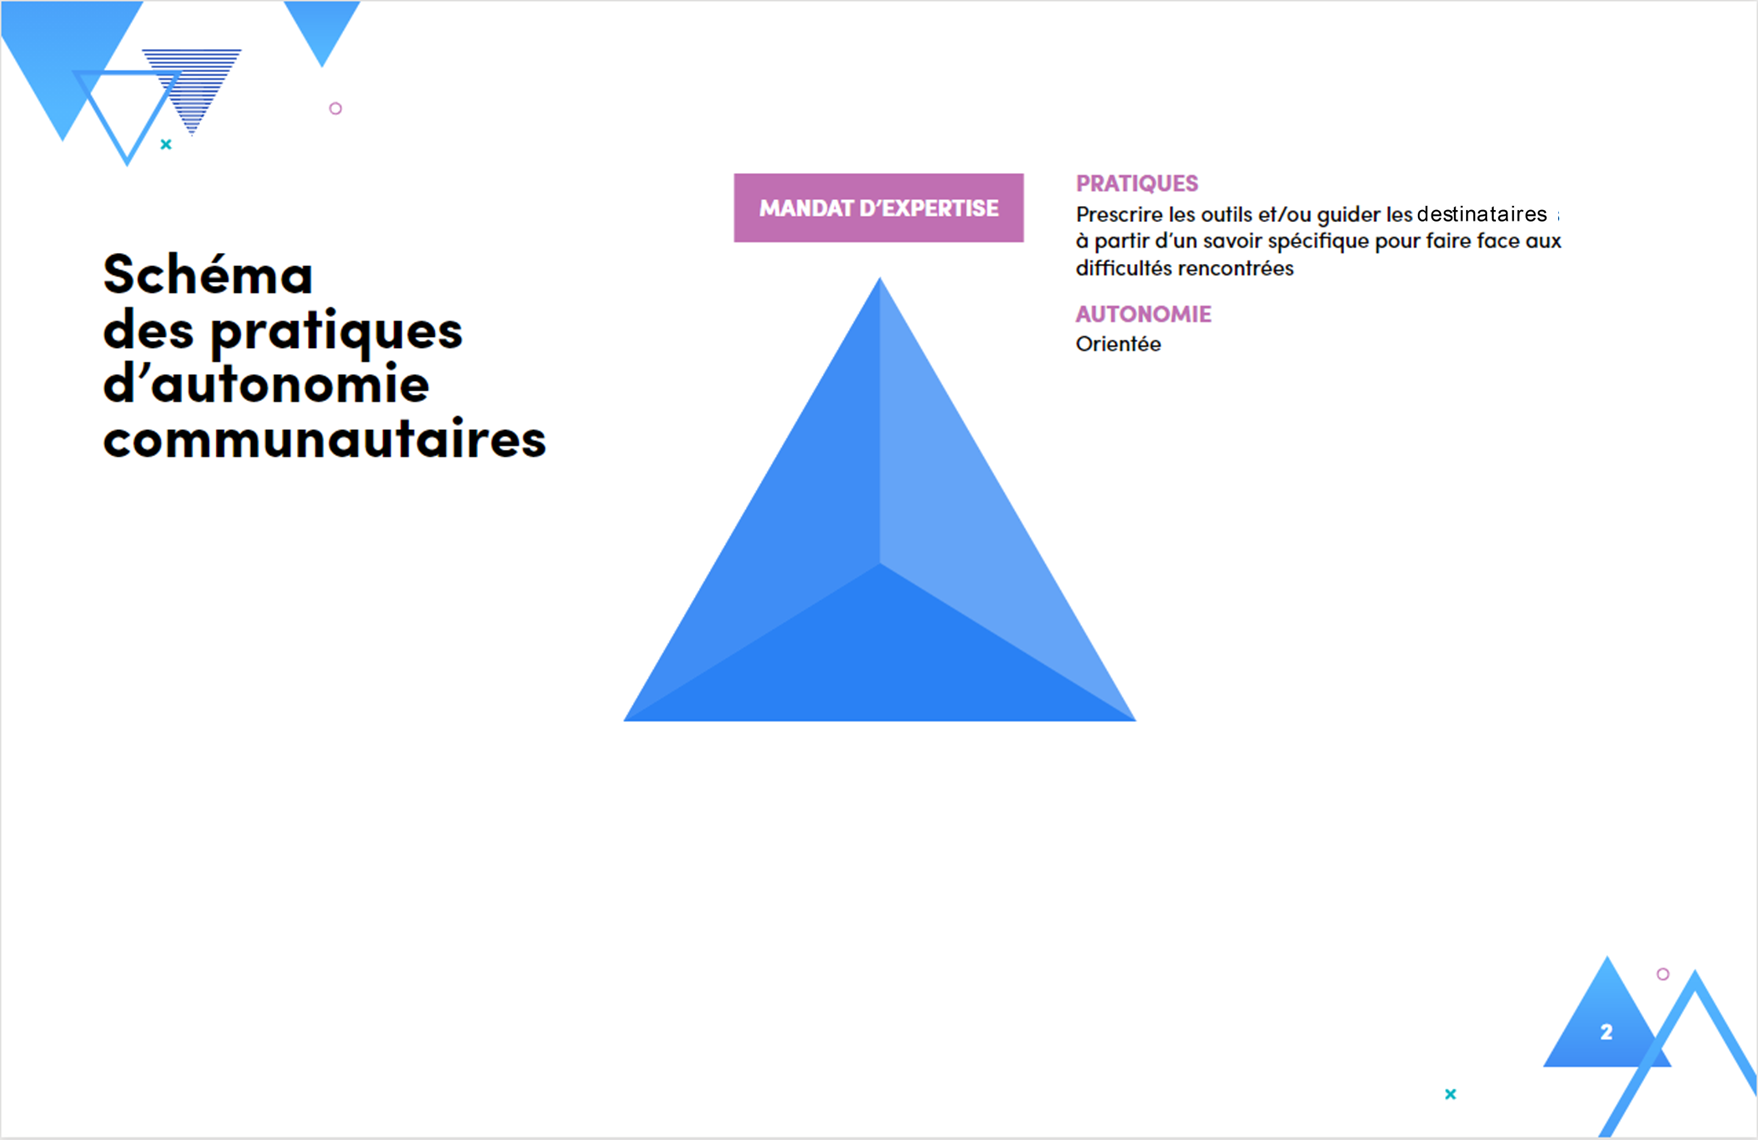 Schéma
des pratiques
d’autonomie
communautaires
MANDAT D’EXPERTISE
PRATIQUES
Prescrire les outils et/ou guider les destinataires
à partir d’un savoir spécifique pour faire face aux
difficultés rencontrées
AUTONOMIE
Orientée
2